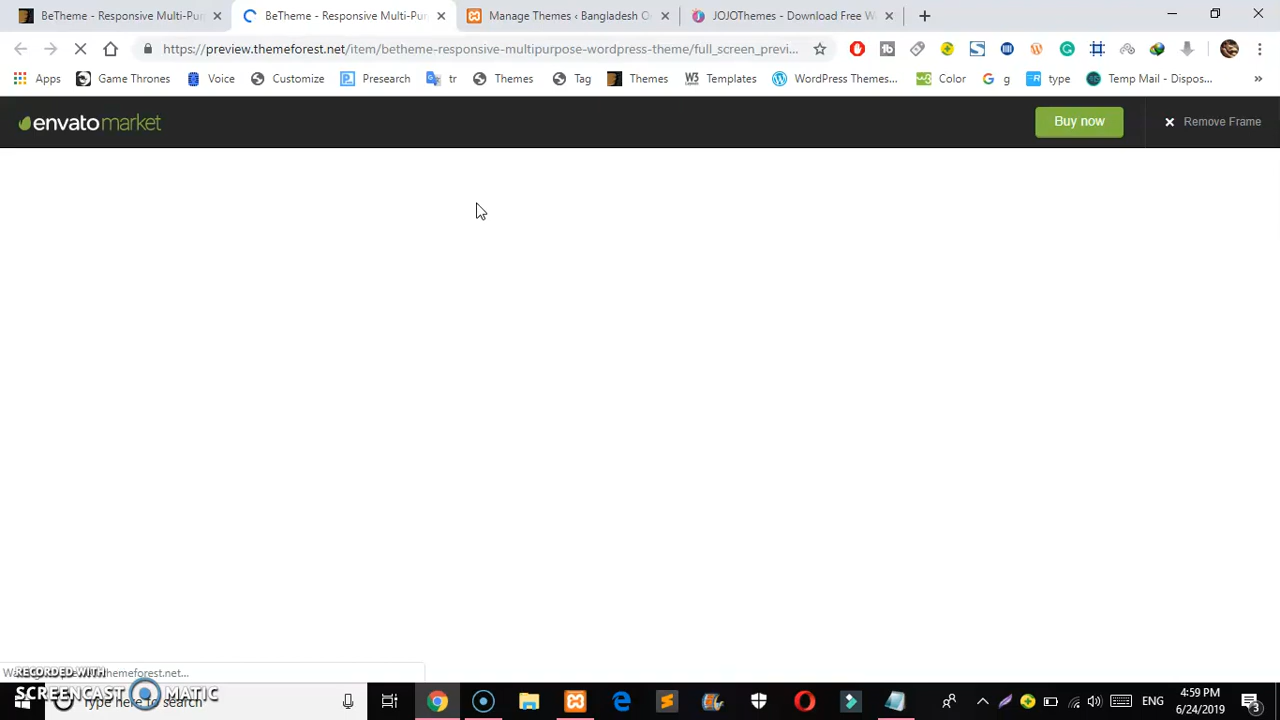 BeTheme - Responsive Multi-Pur
BeTheme - Responsive Multi-Pur
Manage Themes ‹ Bangladesh O
JOJOThemes - Download Free W
https://preview.themeforest.net/item/betheme-responsive-multipurpose-wordpress-theme/full_screen_previ...
Apps
Game Thrones
Voice
Customize
Presearch
tr
Themes
Tag
Themes
Templates
WordPress Themes...
Color
g
type
Temp Mail - Dispos...
»
envatomarket
Buy now
Remove Frame
RECORDED WITH
hemeforest.net...
SCREENCAST MATIC
Type here to search
ENG
4:59 PM
6/24/2019
3